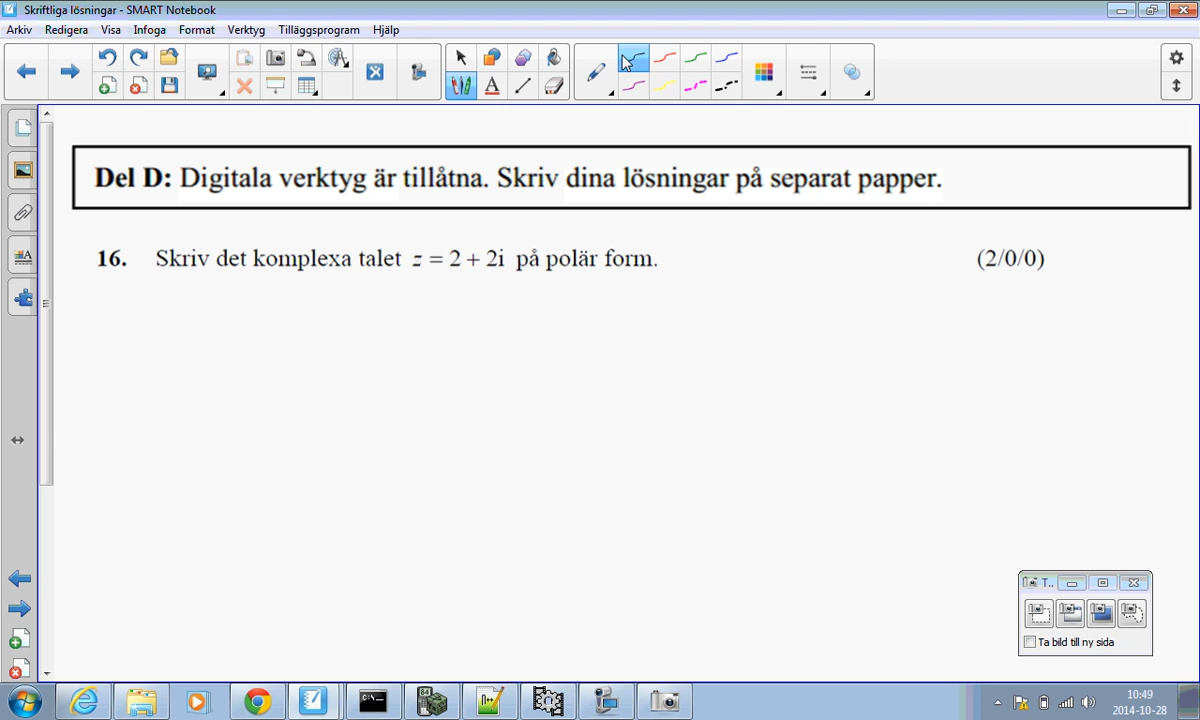 Skriftliga lösningar - SMART Notebook
Arkiv Redigera Visa Infoga Format Verktyg Tilläggsprogram Hjälp
Del D: Digitala verktyg är tillåtna. Skriv dina lösningar på separat papper.
16. Skriv det komplexa talet z = 2 + 2i på polär form. (2/0/0)
T..
Ta bild till ny sida
10:49
2014-10-28